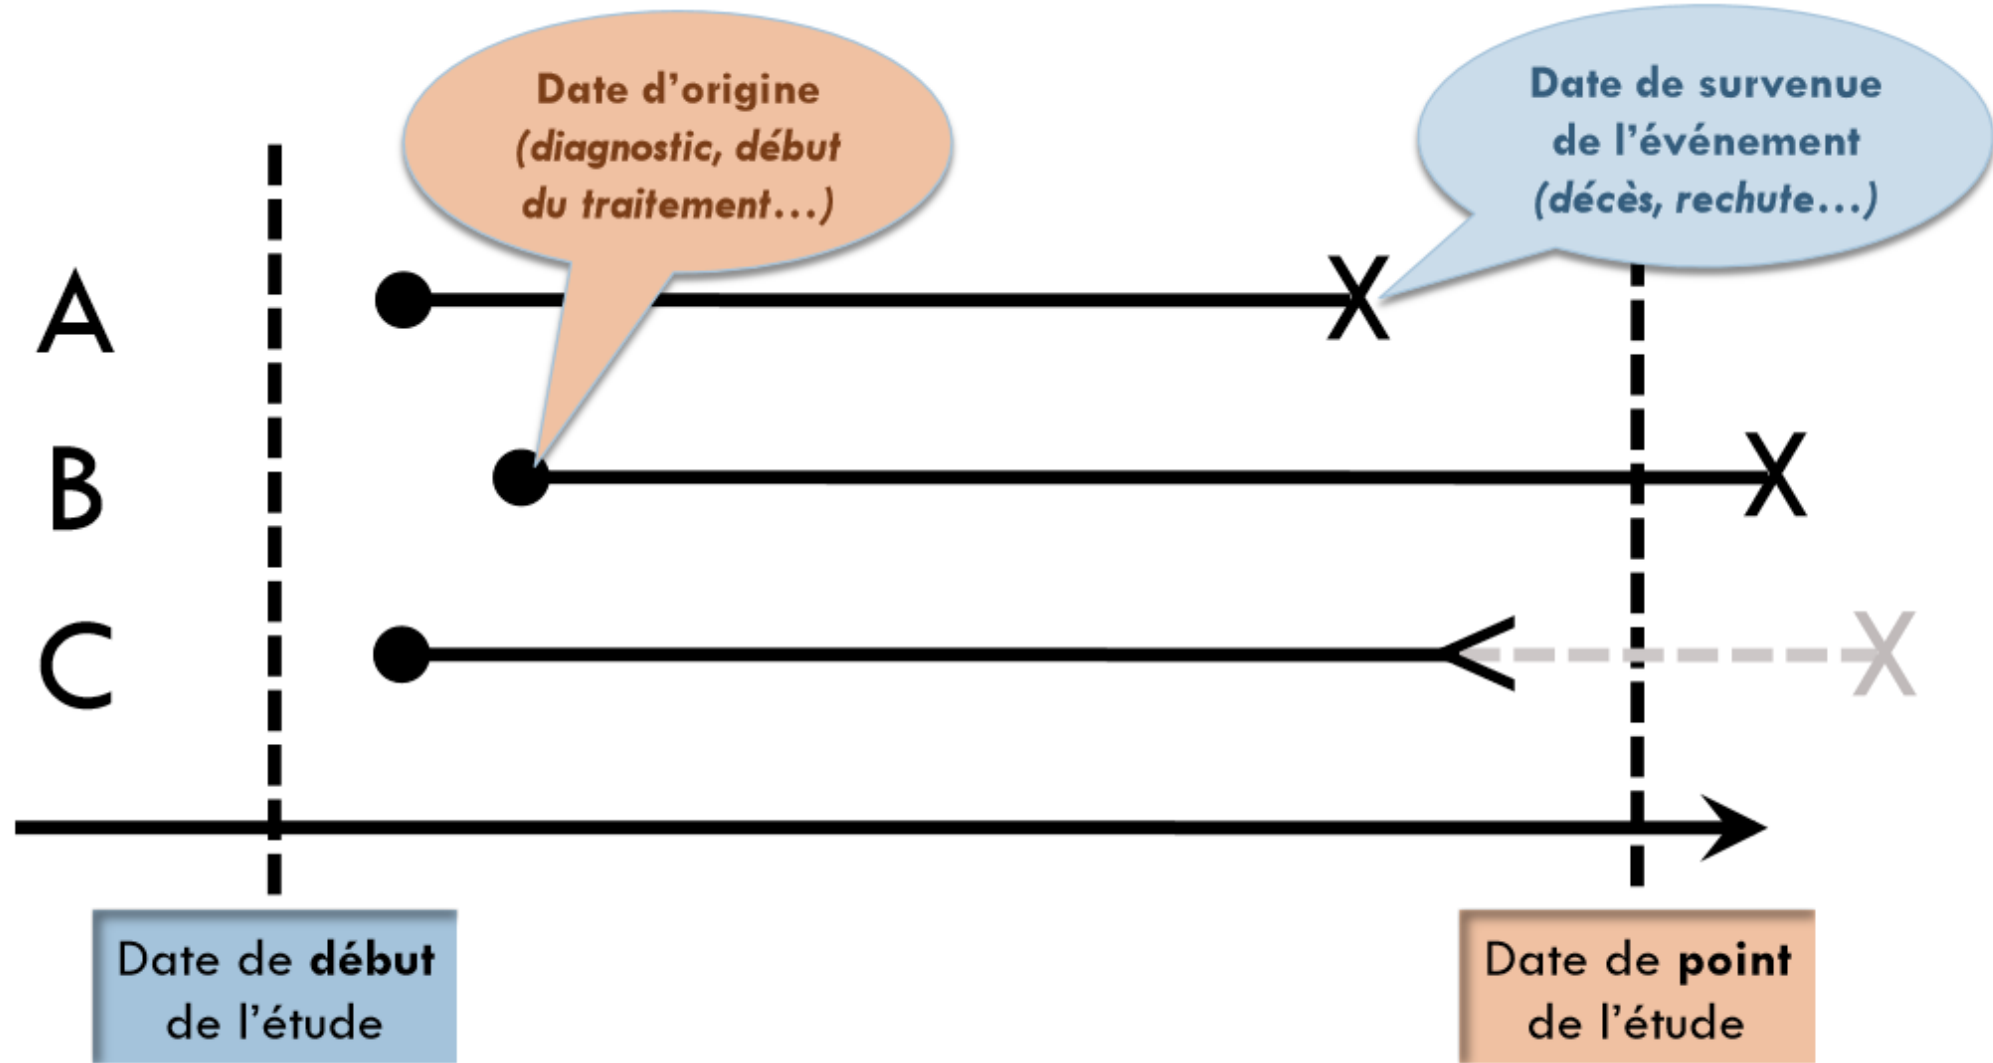 Date d’origine
(diagnostic, début
du traitement…)
Date de survenue
de l’événement
(décès, rechute…)
A
X
B
X
C
<
X
Date de début
de l’étude
Date de point
de l’étude